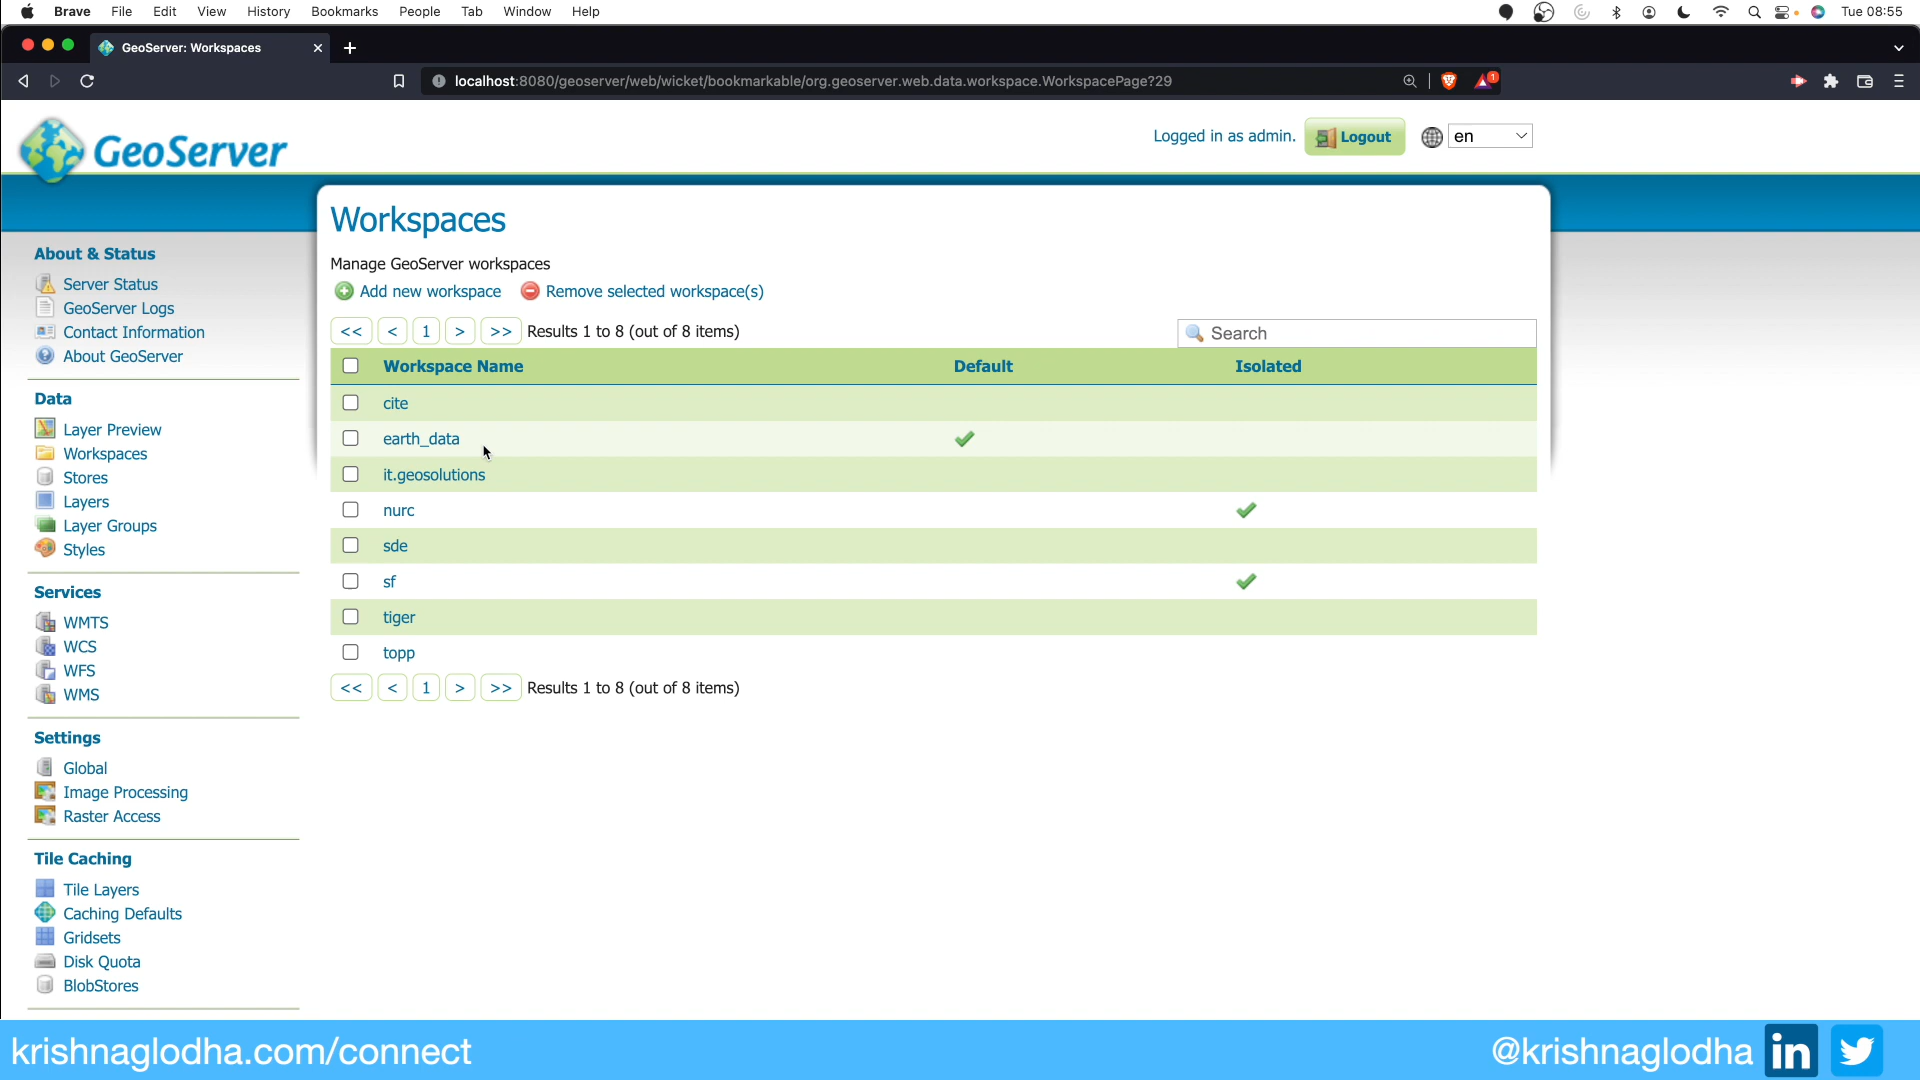 Brave File Edit View History Bookmarks People Tab Window Help Tue 08:55
GeoServer: Workspaces
localhost:8080/geoserver/web/wicket/bookmarkable/org.geoserver.web.data.workspace.WorkspacePage?29
1
GeoServer
Logged in as admin. Logout en
Workspaces
Manage GeoServer workspaces
Add new workspace Remove selected workspace(s)
<< < 1 > >> Results 1 to 8 (out of 8 items) Search
Workspace Name Default Isolated
cite
earth_data
it.geosolutions
nurc
sde
sf
tiger
topp
<< < 1 > >> Results 1 to 8 (out of 8 items)
About & Status
Server Status
GeoServer Logs
Contact Information
About GeoServer
Data
Layer Preview
Workspaces
Stores
Layers
Layer Groups
Styles
Services
WMTS
WCS
WFS
WMS
Settings
Global
Image Processing
Raster Access
Tile Caching
Tile Layers
Caching Defaults
Gridsets
Disk Quota
BlobStores
krishnaglodha.com/connect @krishnaglodha in